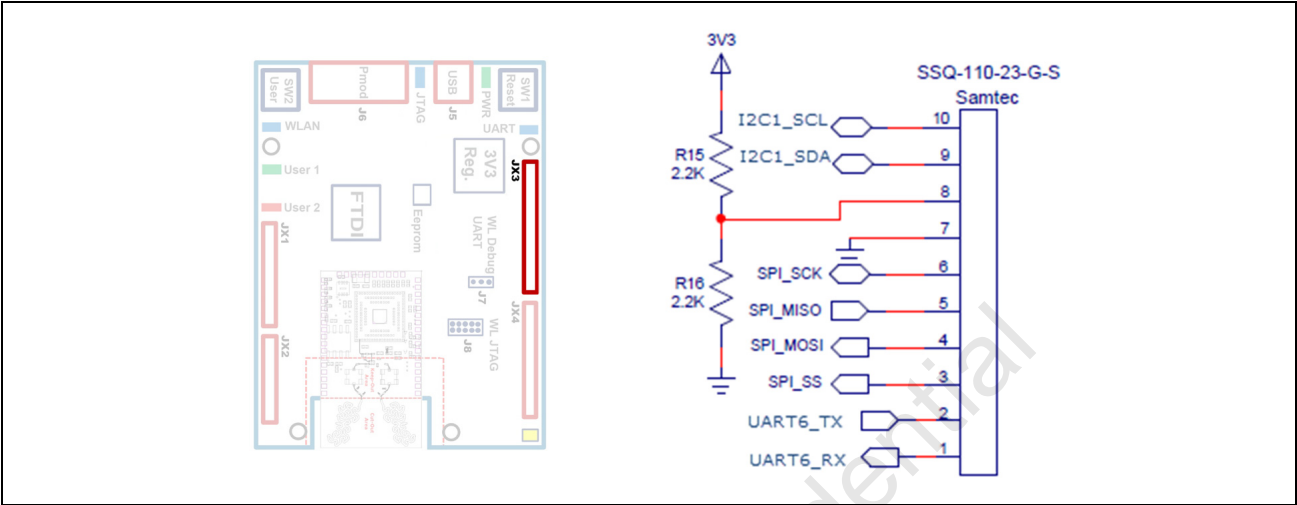 SW2
User
Pmod
J6
JTAG
USB
J5
PWR
SW1
Reset
WLAN
UART
User 1
3V3
Reg.
JX3
FTDI
Eeprom
User 2
JX1
WL Debug
UART
J7
JX4
JX2
J8
WL JTAG
3V3
SSQ-110-23-G-S
Samtec
I2C1_SCL 10
R15 I2C1_SDA 9
2.2K
8
7
SPI_SCK 6
R16
2.2K SPI_MISO 5
SPI_MOSI 4
SPI_SS 3
UART6_TX 2
UART6_RX 1
dential